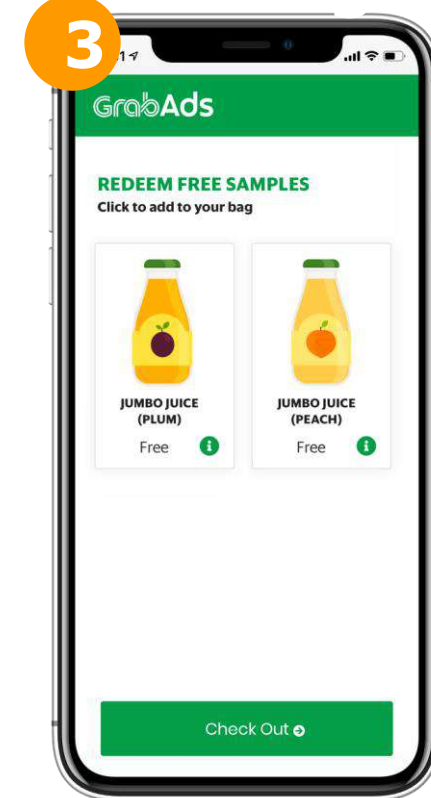 3
GrabAds
REDEEM FREE SAMPLES
Click to add to your bag
JUMBO JUICE
(PLUM)
Free
JUMBO JUICE
(PEACH)
Free
Check Out